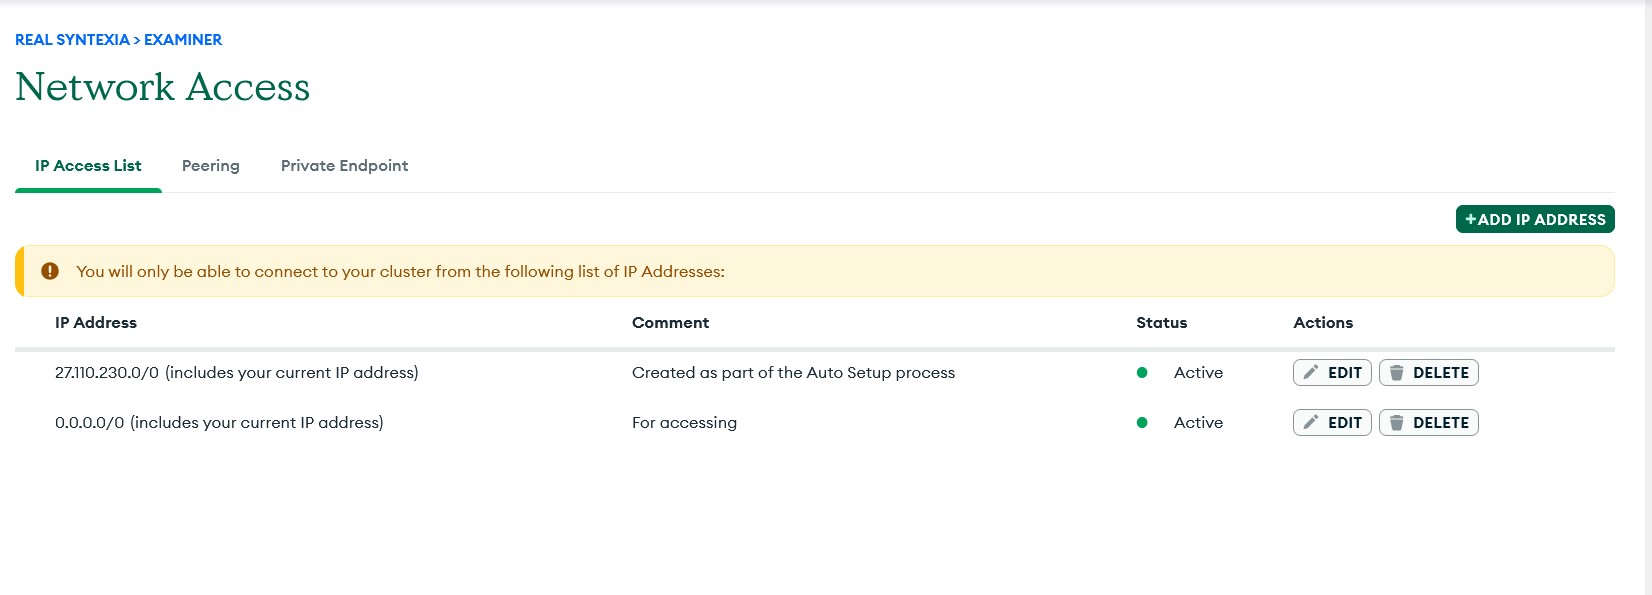 REAL SYNTEXIA > EXAMINER
Network Access
IP Access List Peering Private Endpoint
+ADD IP ADDRESS
You will only be able to connect to your cluster from the following list of IP Addresses:
IP Address Comment Status Actions
27.110.230.0/0 (includes your current IP address) Created as part of the Auto Setup process Active EDIT DELETE
0.0.0.0/0 (includes your current IP address) For accessing Active EDIT DELETE